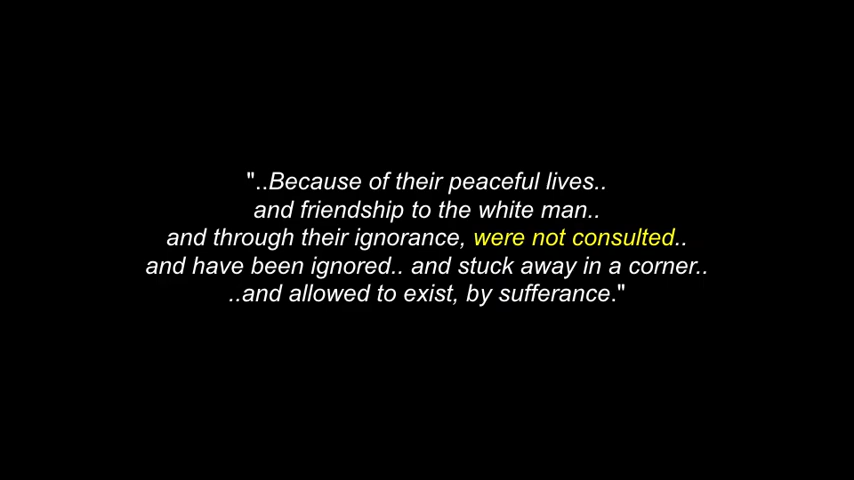 "..Because of their peaceful lives..
and friendship to the white man..
and through their ignorance, were not consulted..
and have been ignored.. and stuck away in a corner..
..and allowed to exist, by sufferance."